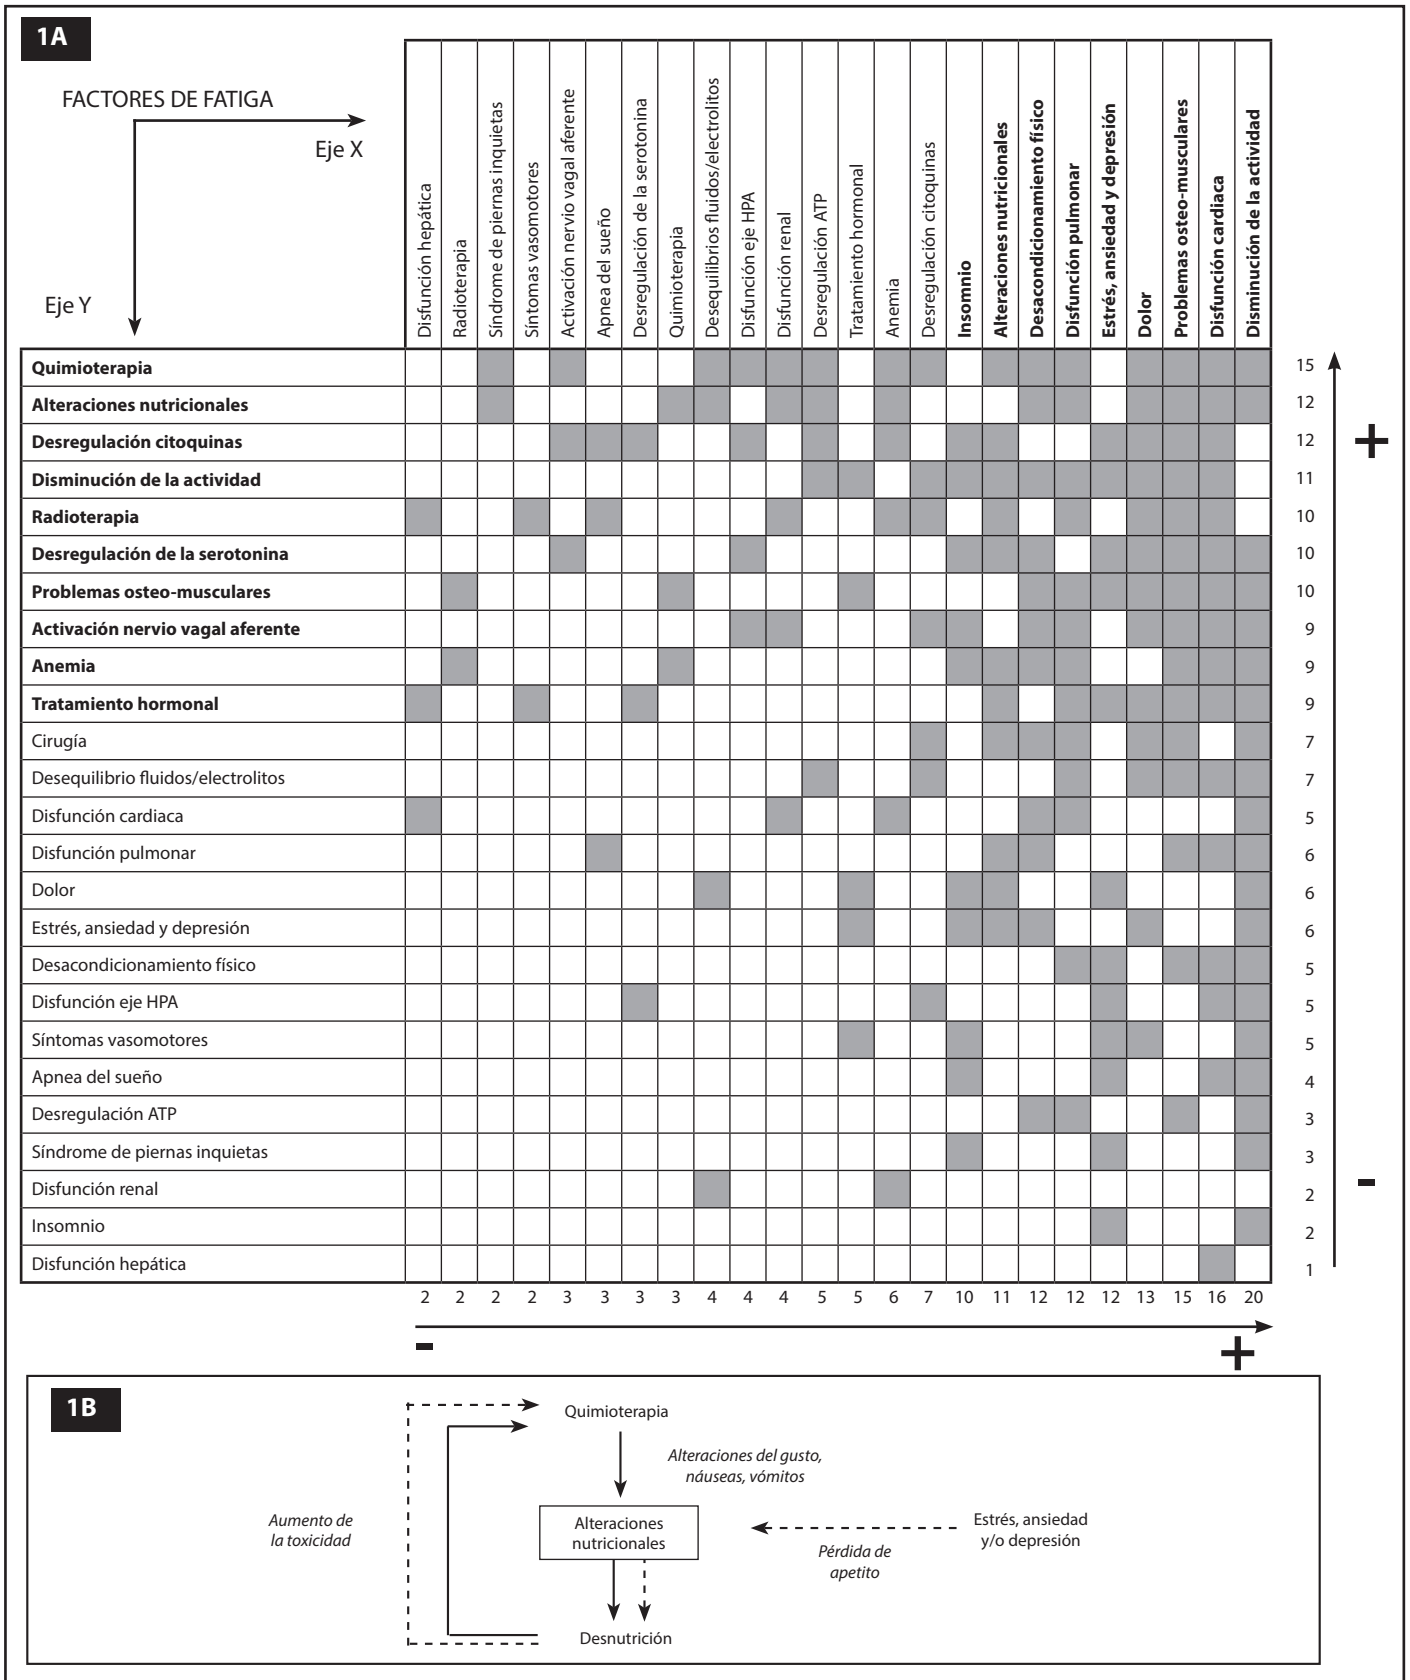 1A
FACTORES DE FATIGA
Eje X
Eje Y
Disfunción hepática
Radioterapia
Síndrome de piernas inquietas
Síntomas vasomotores
Activación nervio vagal aferente
Apnea del sueño
Desregulación de la serotonina
Quimioterapia
Desequilibrios fluidos/electrolitos
Disfunción eje HPA
Disfunción renal
Desregulación ATP
Tratamiento hormonal
Anemia
Desregulación citoquinas
Insomnio
Alteraciones nutricionales
Desacondicionamiento físico
Disfunción pulmonar
Estrés, ansiedad y depresión
Dolor
Problemas osteo-musculares
Disfunción cardiaca
Disminución de la actividad
Quimioterapia 15
Alteraciones nutricionales 12
Desregulación citoquinas 12
+
Disminución de la actividad 11
Radioterapia 10
Desregulación de la serotonina 10
Problemas osteo-musculares 10
Activación nervio vagal aferente 9
Anemia 9
Tratamiento hormonal 9
Cirugía 7
Desequilibrio fluidos/electrolitos 7
Disfunción cardiaca 5
Disfunción pulmonar 6
Dolor 6
Estrés, ansiedad y depresión 6
Desacondicionamiento físico 5
Disfunción eje HPA 5
Síntomas vasomotores 5
Apnea del sueño 4
Desregulación ATP 3
Síndrome de piernas inquietas 3
Disfunción renal 2
-
Insomnio 2
Disfunción hepática 1
2 2 2 2 3 3 3 3 4 4 4 5 5 6 7 10 11 12 12 12 13 15 16 20
- +
1B
Quimioterapia
Alteraciones del gusto,
náuseas, vómitos
Aumento de
la toxicidad
Alteraciones
nutricionales
Estrés, ansiedad
y/o depresión
Pérdida de
apetito
Desnutrición